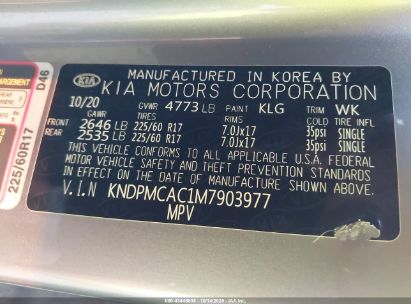 MANUFACTURED IN KOREA BY
KIA KIA MOTORS CORPORATION
10/20 GVWR 4773 LB PAINT KLG TRIM WK
TIRES RIMS COLD TIRE INFL
FRONT 2646 LB 225/60 R17 7.0Jx17 35psi SINGLE
REAR 2535 LB 225/60 R17 7.0Jx17 35psi SINGLE
THIS VEHICLE CONFORMS TO ALL APPLICABLE U.S.A. FEDERAL
MOTOR VEHICLE SAFETY AND THEFT PREVENTION STANDARDS
IN EFFECT ON THE DATE OF MANUFACTURE SHOWN ABOVE.
V.I.N KNDPMCAC1M7903977
MPV
D46
225/60R17